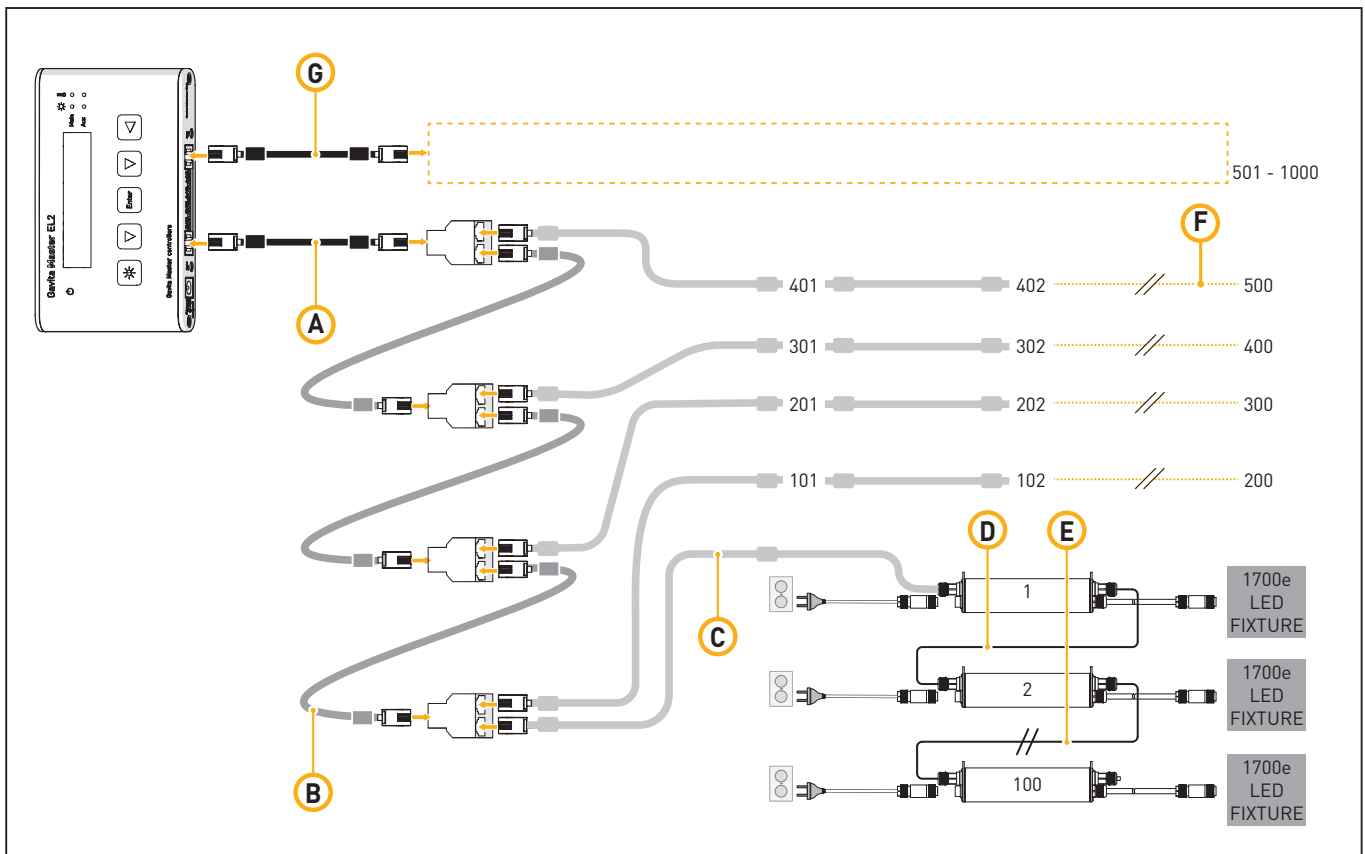 G
501 - 1000
Gavita Master EL2
Main
Aux
Enter
Gavita Master controllers
A
F
401 402 500
301 302 400
201 202 300
101 102 200
D E
C
1
1700e
LED
FIXTURE
2
1700e
LED
FIXTURE
B
100
1700e
LED
FIXTURE